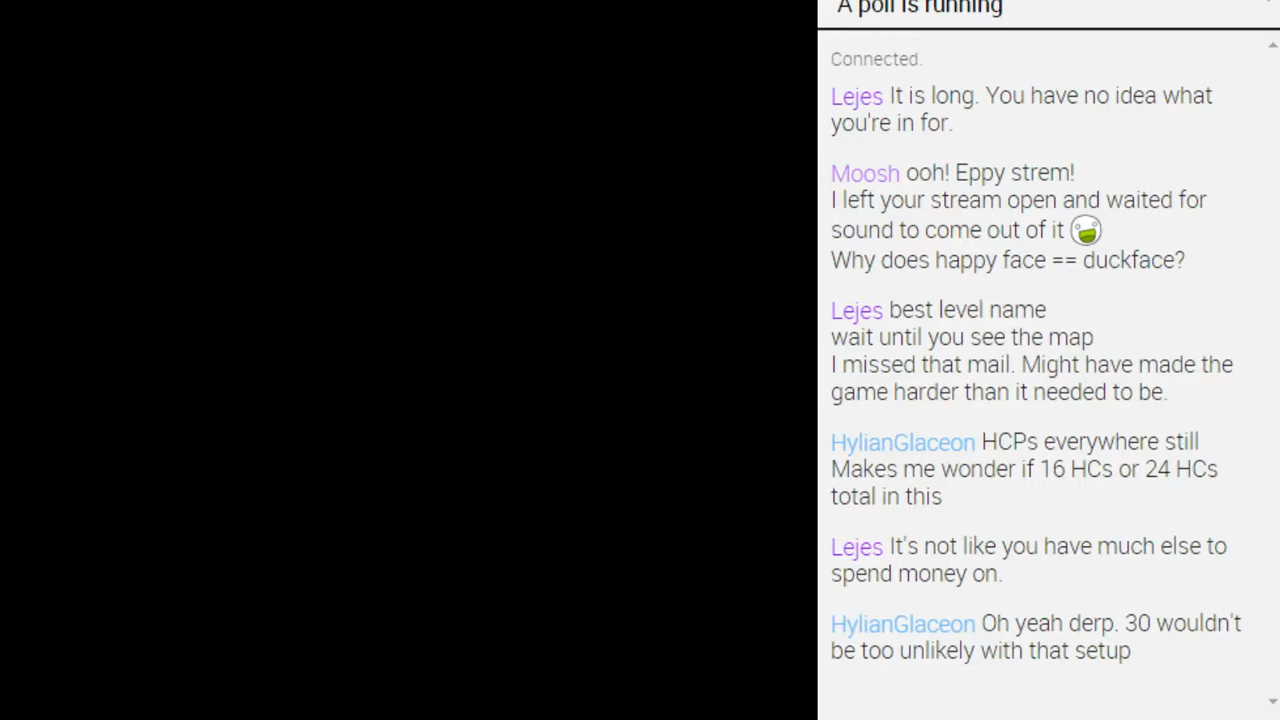 A poll is running
Connected.
Lejes It is long. You have no idea what
you're in for.
Moosh ooh! Eppy strem!
I left your stream open and waited for
sound to come out of it
Why does happy face == duckface?
Lejes best level name
wait until you see the map
I missed that mail. Might have made the
game harder than it needed to be.
HylianGlaceon HCPs everywhere still
Makes me wonder if 16 HCs or 24 HCs
total in this
Lejes It's not like you have much else to
spend money on.
HylianGlaceon Oh yeah derp. 30 wouldn't
be too unlikely with that setup